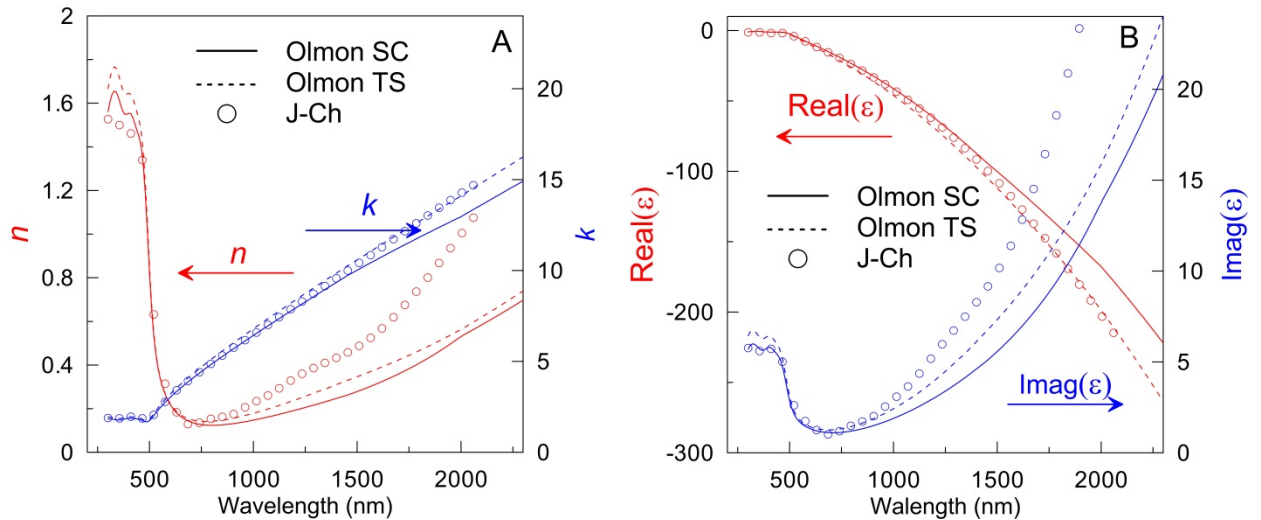 A
Olmon SC
Olmon TS
J-Ch
k
n
n
k
2
1.6
1.2
0.8
0.4
0
20
15
10
5
0
500 1000 1500 2000
Wavelength (nm)
B
Real(ε)
Olmon SC
Olmon TS
J-Ch
Imag(ε)
Real(ε)
Imag(ε)
0
-100
-200
-300
20
15
10
5
0
500 1000 1500 2000
Walength (nm)